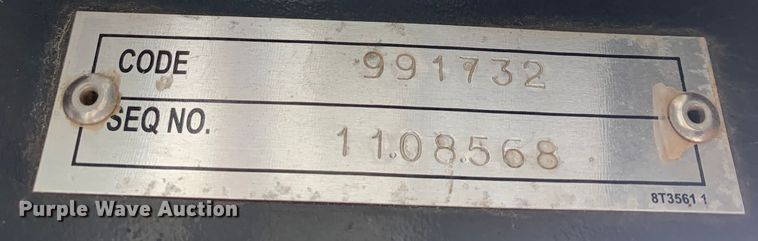 CODE 991732
SEQ NO. 1108568
8T3561 1
Purple Wave Auction